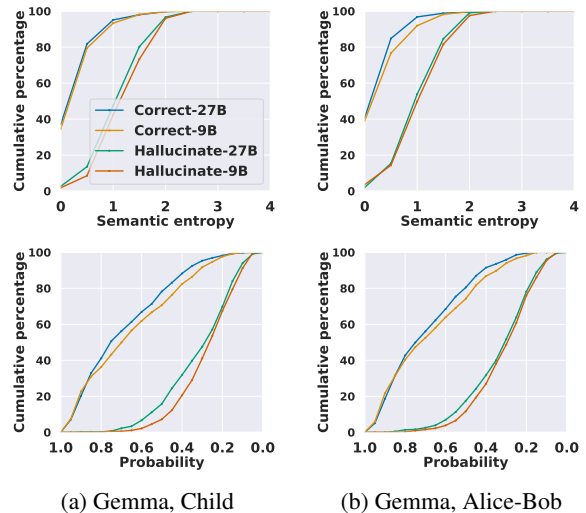 100
80
60
40
20
0
Cumulative percentage
Correct-27B
Correct-9B
Hallucinate-27B
Hallucinate-9B
0 1 2 3 4
Semantic entropy
100
80
60
40
20
0
Cumulative percentage
0 1 2 3 4
Semantic entropy
100
80
60
40
20
0
Cumulative percentage
1.0 0.8 0.6 0.4 0.2 0.0
Probability
100
80
60
40
20
0
Cumulative percentage
1.0 0.8 0.6 0.4 0.2 0.0
Probability
(a) Gemma, Child
(b) Gemma, Alice-Bob